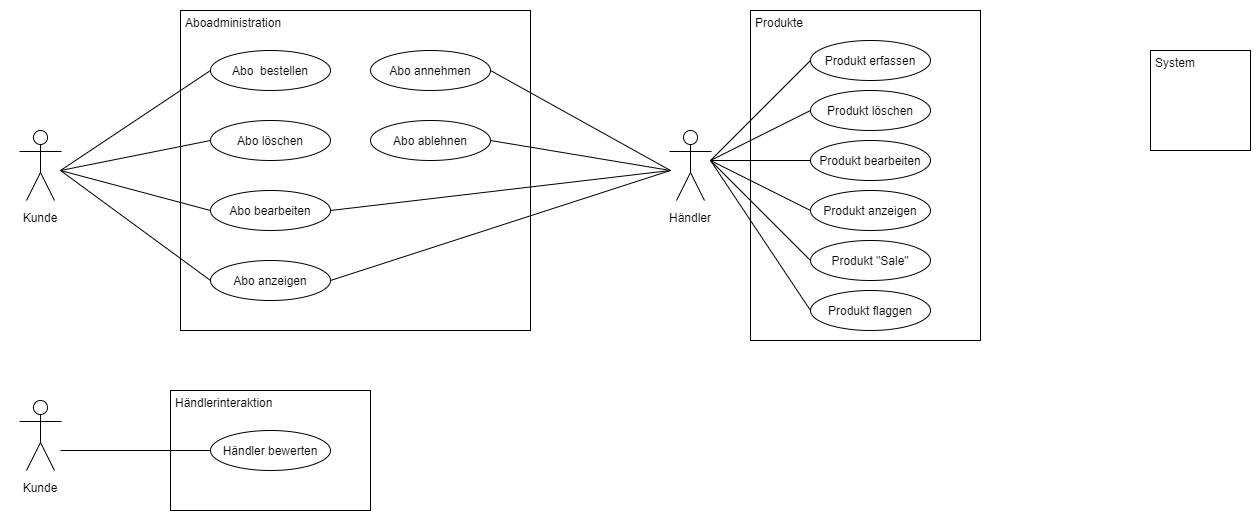 Aboadministration
Abo bestellen
Abo annehmen
Abo löschen
Abo ablehnen
Abo bearbeiten
Abo anzeigen
Kunde
Händler
Produkte
Produkt erfassen
Produkt löschen
Produkt bearbeiten
Produkt anzeigen
Produkt "Sale"
Produkt flaggen
System
Händlerinteraktion
Händler bewerten
Kunde